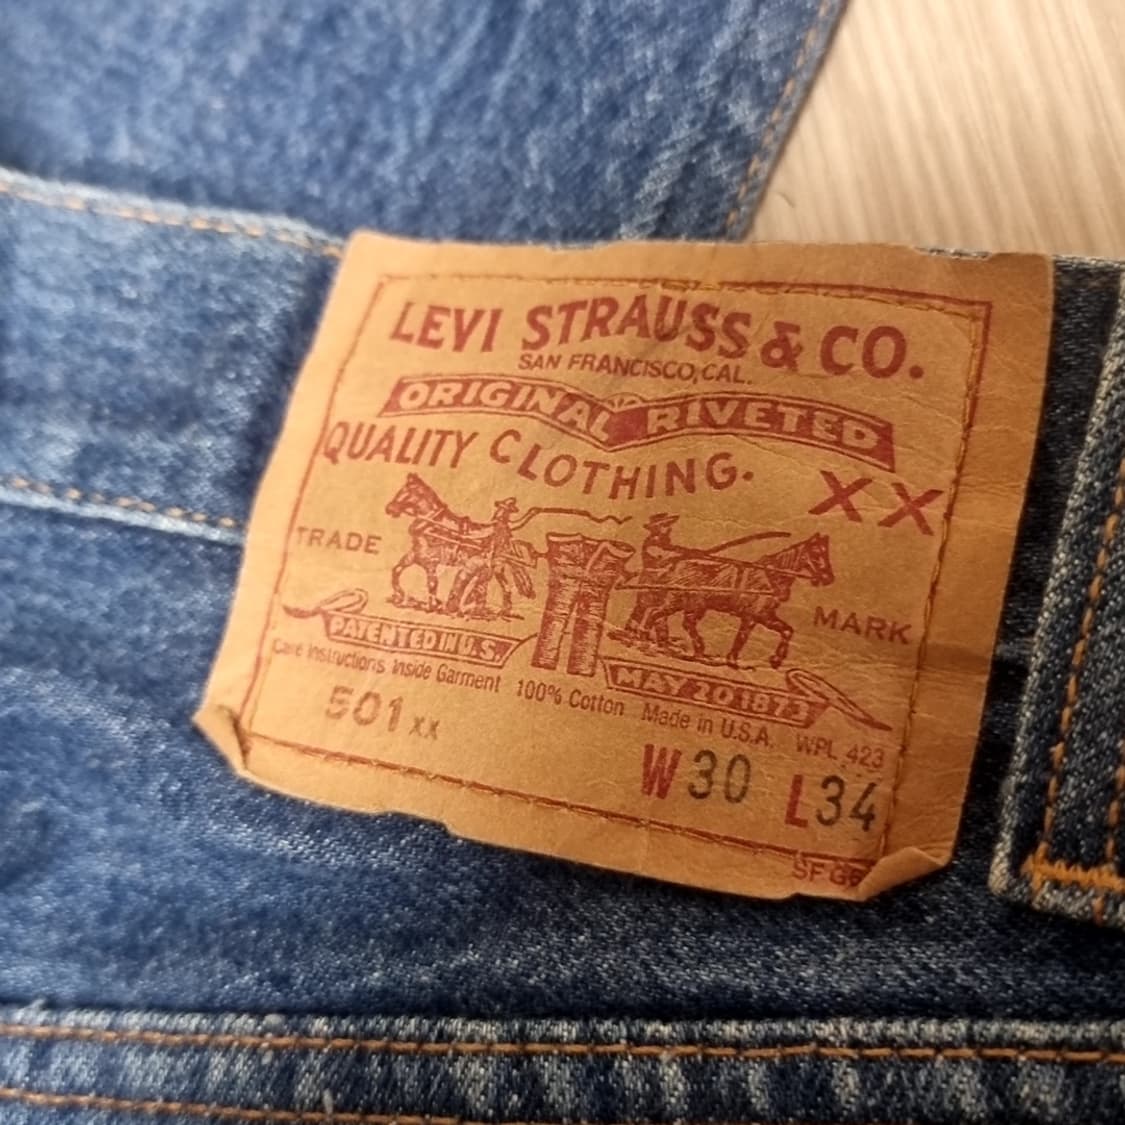 LEVI STRAUSS & CO.
SAN FRANCISCO, CAL.
ORIGINAL RIVETED
QUALITY CLOTHING.
XX
TRADE MARK
PATENTED IN U.S.
MAY 20 1873
Care Instructions Inside Garment 100% Cotton Made in U.S.A. WPL 423
501 xx
W 30 L 34
SF